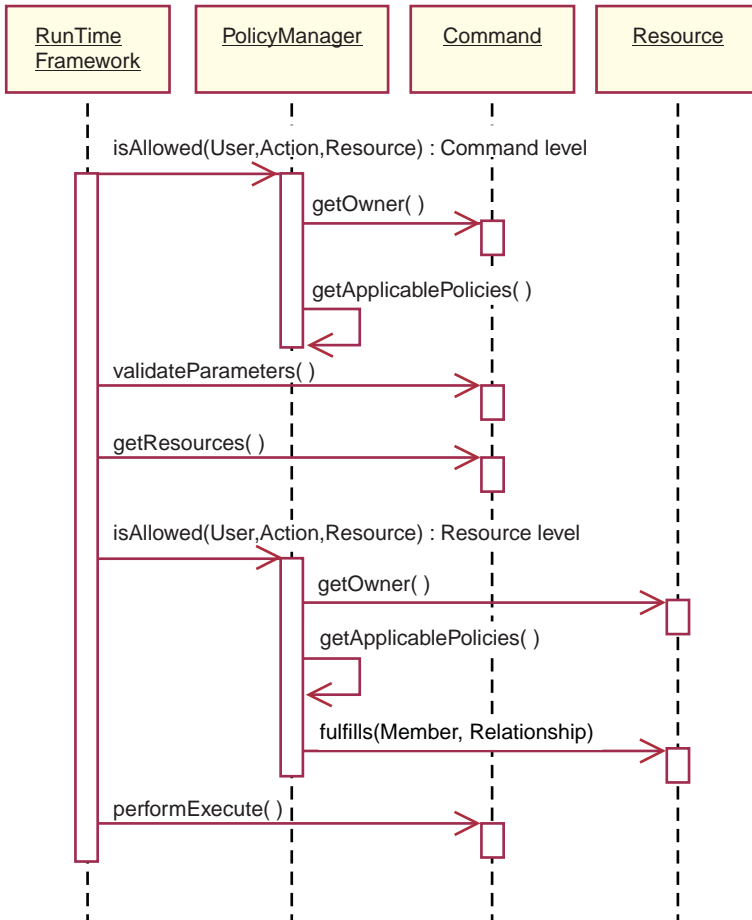 RunTime
Framework
PolicyManager
Command
Resource
isAllowed(User,Action,Resource) : Command level
getOwner( )
getApplicablePolicies( )
validateParameters( )
getResources( )
isAllowed(User,Action,Resource) : Resource level
getOwner( )
getApplicablePolicies( )
fulfills(Member, Relationship)
performExecute( )